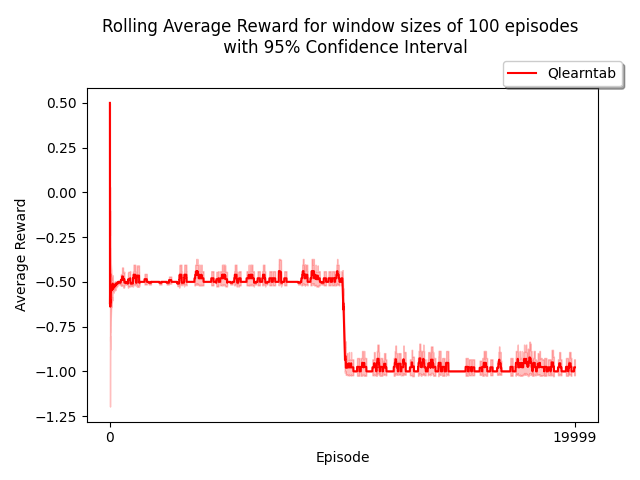 Rolling Average Reward for window sizes of 100 episodes
with 95% Confidence Interval
Qlearntab
0.50
0.25
0.00
−0.25
−0.50
−0.75
−1.00
−1.25
Average Reward
0 19999
Episode